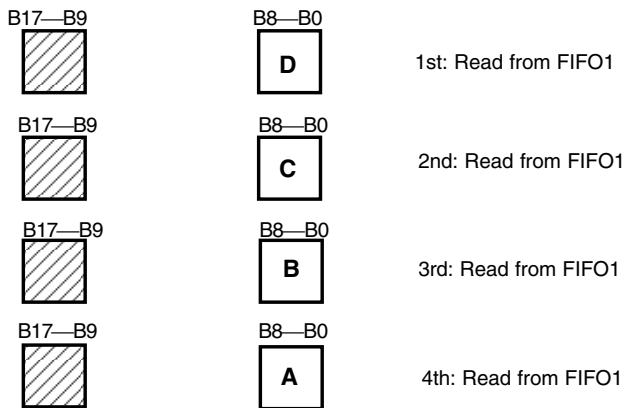 B17—B9 B8—B0
D 1st: Read from FIFO1
B17—B9 B8—B0
C 2nd: Read from FIFO1
B17—B9 B8—B0
B 3rd: Read from FIFO1
B17—B9 B8—B0
A 4th: Read from FIFO1